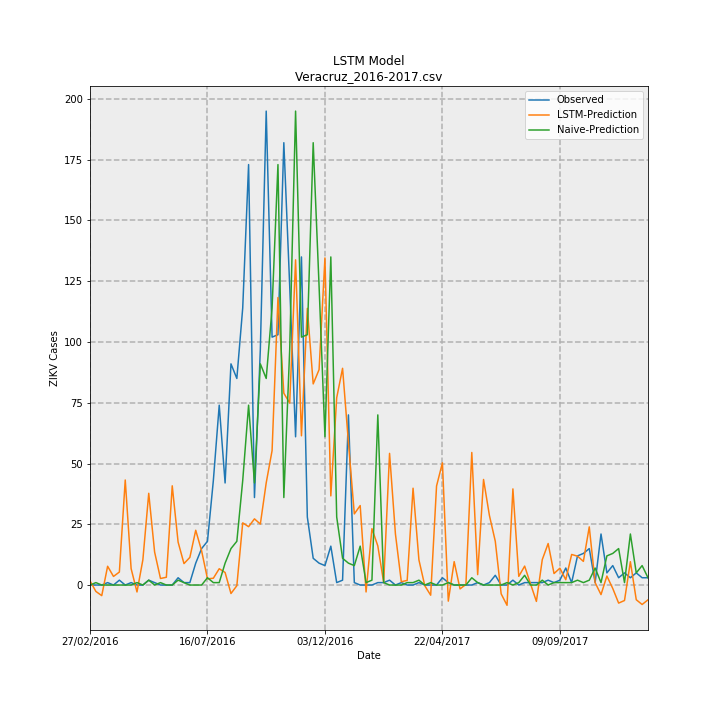 LSTM Model
Veracruz_2016-2017.csv
Observed
LSTM-Prediction
Naive-Prediction
200
175
150
125
100
75
50
25
0
ZIKV Cases
27/02/2016 16/07/2016 03/12/2016 22/04/2017 09/09/2017
Date